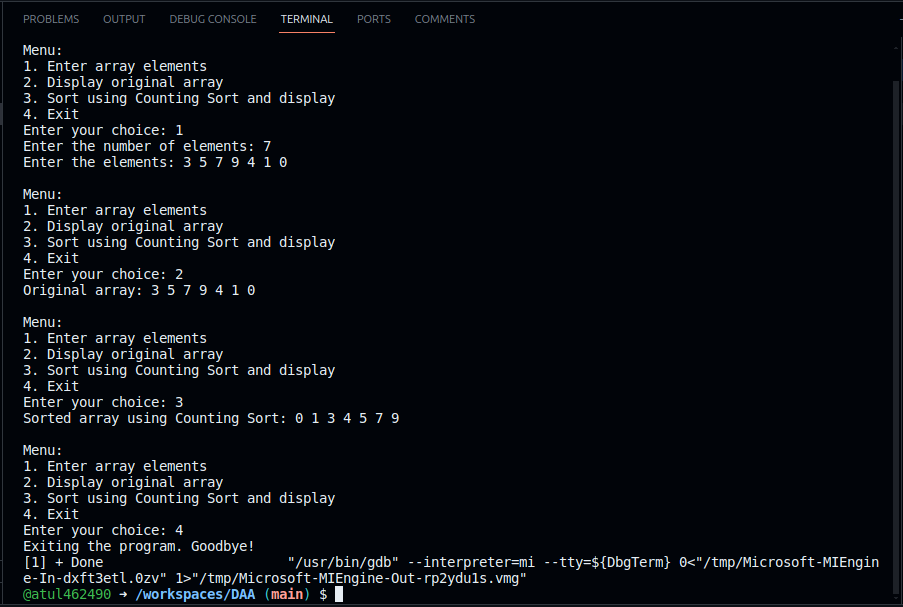 PROBLEMS OUTPUT DEBUG CONSOLE TERMINAL PORTS COMMENTS
Menu:
1. Enter array elements
2. Display original array
3. Sort using Counting Sort and display
4. Exit
Enter your choice: 1
Enter the number of elements: 7
Enter the elements: 3 5 7 9 4 1 0
Menu:
1. Enter array elements
2. Display original array
3. Sort using Counting Sort and display
4. Exit
Enter your choice: 2
Original array: 3 5 7 9 4 1 0
Menu:
1. Enter array elements
2. Display original array
3. Sort using Counting Sort and display
4. Exit
Enter your choice: 3
Sorted array using Counting Sort: 0 1 3 4 5 7 9
Menu:
1. Enter array elements
2. Display original array
3. Sort using Counting Sort and display
4. Exit
Enter your choice: 4
Exiting the program. Goodbye!
[1] + Done                       "/usr/bin/gdb" --interpreter=mi --tty=${DbgTerm} 0<"/tmp/Microsoft-MIEngin
e-In-dxft3etl.0zv" 1>"/tmp/Microsoft-MIEngine-Out-rp2ydu1s.vmg"
@atul462490 ➜ /workspaces/DAA (main) $